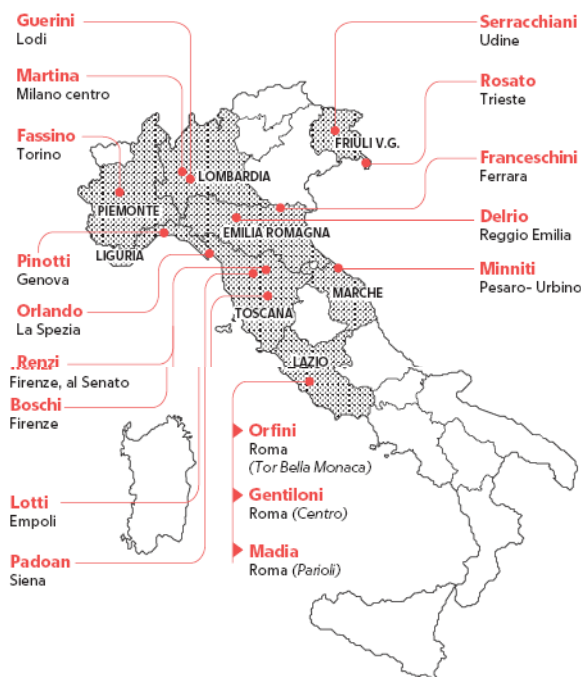 Guerini
Lodi
Martina
Milano centro
Fassino
Torino
Pinotti
Genova
Orlando
La Spezia
Renzi
Firenze, al Senato
Boschi
Firenze
Lotti
Empoli
Padoan
Siena
Serracchiani
Udine
Rosato
Trieste
Franceschini
Ferrara
Delrio
Reggio Emilia
Minniti
Pesaro- Urbino
Orfini
Roma
(Tor Bella Monaca)
Gentiloni
Roma (Centro)
Madia
Roma (Parioli)
FRIULI V.G.
LOMBARDIA
PIEMONTE
EMILIA ROMAGNA
LIGURIA
MARCHE
TOSCANA
LAZIO